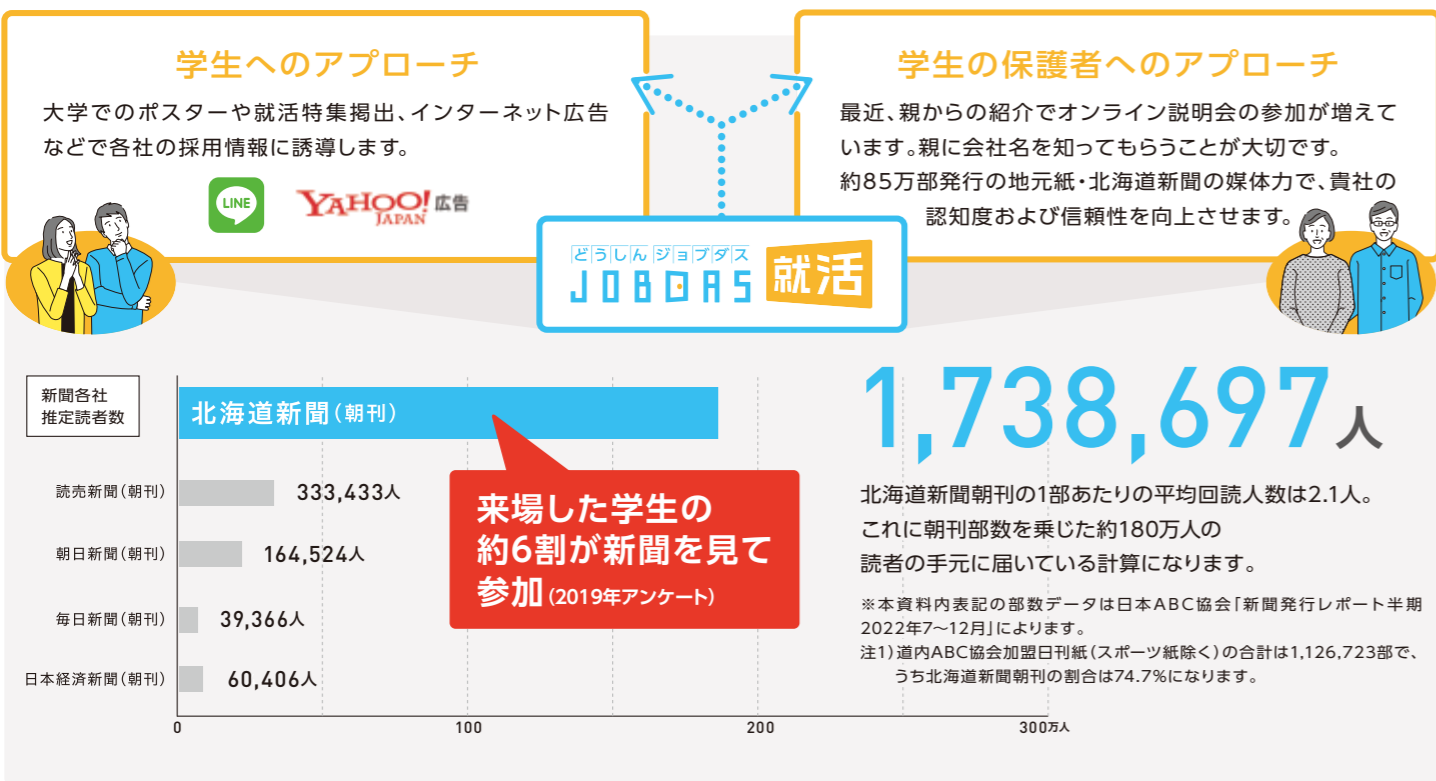 学生へのアプローチ
大学でのポスターや就活特集掲出、インターネット広告
などで各社の採用情報に誘導します。
LINE
YAHOO!
JAPAN
広告
学生の保護者へのアプローチ
最近、親からの紹介でオンライン説明会の参加が増えて
います。親に会社名を知ってもらうことが大切です。
約85万部発行の地元紙・北海道新聞の媒体力で、貴社の
認知度および信頼性を向上させます。
どうしんジョブダス
JOBDAS 就活
新聞各社
推定読者数
北海道新聞(朝刊)
読売新聞(朝刊) 333,433人
朝日新聞(朝刊) 164,524人
毎日新聞(朝刊) 39,366人
日本経済新聞(朝刊) 60,406人
0 100 200 300万人
来場した学生の
約6割が新聞を見て
参加(2019年アンケート)
1,738,697人
北海道新聞朝刊の1部あたりの平均回読人数は2.1人。
これに朝刊部数を乗じた約180万人の
読者の手元に届いている計算になります。
※本資料内表記の部数データは日本ABC協会「新聞発行レポート半期
2022年7〜12月」によります。
注1)道内ABC協会加盟日刊紙(スポーツ紙除く)の合計は1,126,723部で、
うち北海道新聞朝刊の割合は74.7%になります。